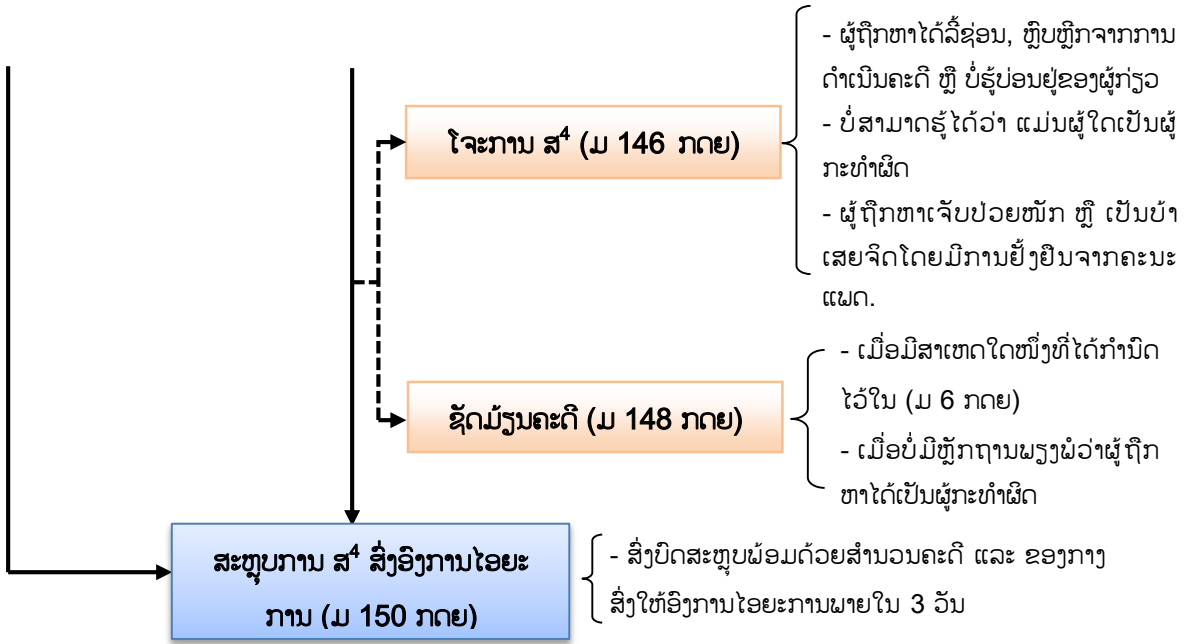 - ຜູ້ຖືກຫາໄດ້ລີ້ຊ່ອນ, ຫຼົບຫຼີກຈາກການ
ດຳເນີນຄະດີ ຫຼື ບໍ່ຮູ້ບ່ອນຢູ່ຂອງຜູ້ກ່ຽວ
- ບໍ່ສາມາດຮູ້ໄດ້ວ່າ ແມ່ນຜູ້ໃດເປັນຜູ້
ກະທຳຜິດ
- ຜູ້ຖືກຫາເຈັບປ່ວຍໜັກ ຫຼື ເປັນບ້າ
ເສຍຈິດໂດຍມີການຢັ້ງຢືນຈາກຄະນະ
ແພດ.
ໂຈະການ ສ⁴ (ມ 146 ກດຍ)
- ເມື່ອມີສາເຫດໃດໜຶ່ງທີ່ໄດ້ກຳນົດ
ໄວ້ໃນ (ມ 6 ກດຍ)
- ເມື່ອບໍ່ມີຫຼັກຖານພຽງພໍວ່າຜູ້ຖືກ
ຫາໄດ້ເປັນຜູ້ກະທຳຜິດ
ຊັດມ້ຽນຄະດີ (ມ 148 ກດຍ)
ສະຫຼຸບການ ສ⁴ ສົ່ງອົງການໄອຍະ
ການ (ມ 150 ກດຍ)
- ສົ່ງບົດສະຫຼຸບພ້ອມດ້ວຍສຳນວນຄະດີ ແລະ ຂອງກາງ
ສົ່ງໃຫ້ອົງການໄອຍະການພາຍໃນ 3 ວັນ